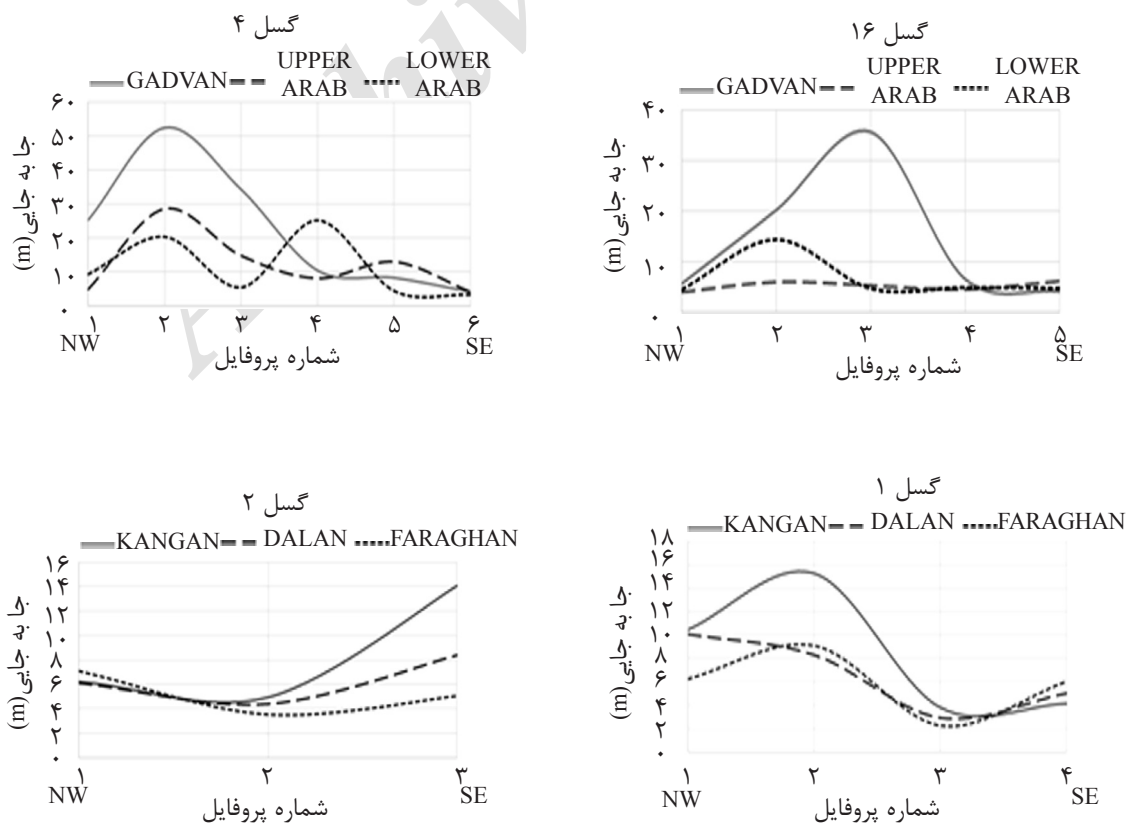 گسل ۴
GADVAN UPPER ARAB LOWER ARAB
۶۰
۵۰
۴۰
۳۰
۲۰
۱۰
۰
جا به جایی (m)
۱ ۲ ۳ ۴ ۵ ۶
NW SE
شماره پروفایل
گسل ۱۶
GADVAN UPPER ARAB LOWER ARAB
۴۰
۳۰
۲۰
۱۰
۰
جا به جایی (m)
۱ ۲ ۳ ۴ ۵
NW SE
شماره پروفایل
گسل ۲
KANGAN DALAN FARAGHAN
۱۶
۱۴
۱۲
۱۰
۸
۶
۴
۲
۰
جا به جایی (m)
۱ ۲ ۳
NW SE
شماره پروفایل
گسل ۱
KANGAN DALAN FARAGHAN
۱۸
۱۶
۱۴
۱۲
۱۰
۸
۶
۴
۲
۰
جا به جایی (m)
۱ ۲ ۳ ۴
NW SE
شماره پروفایل